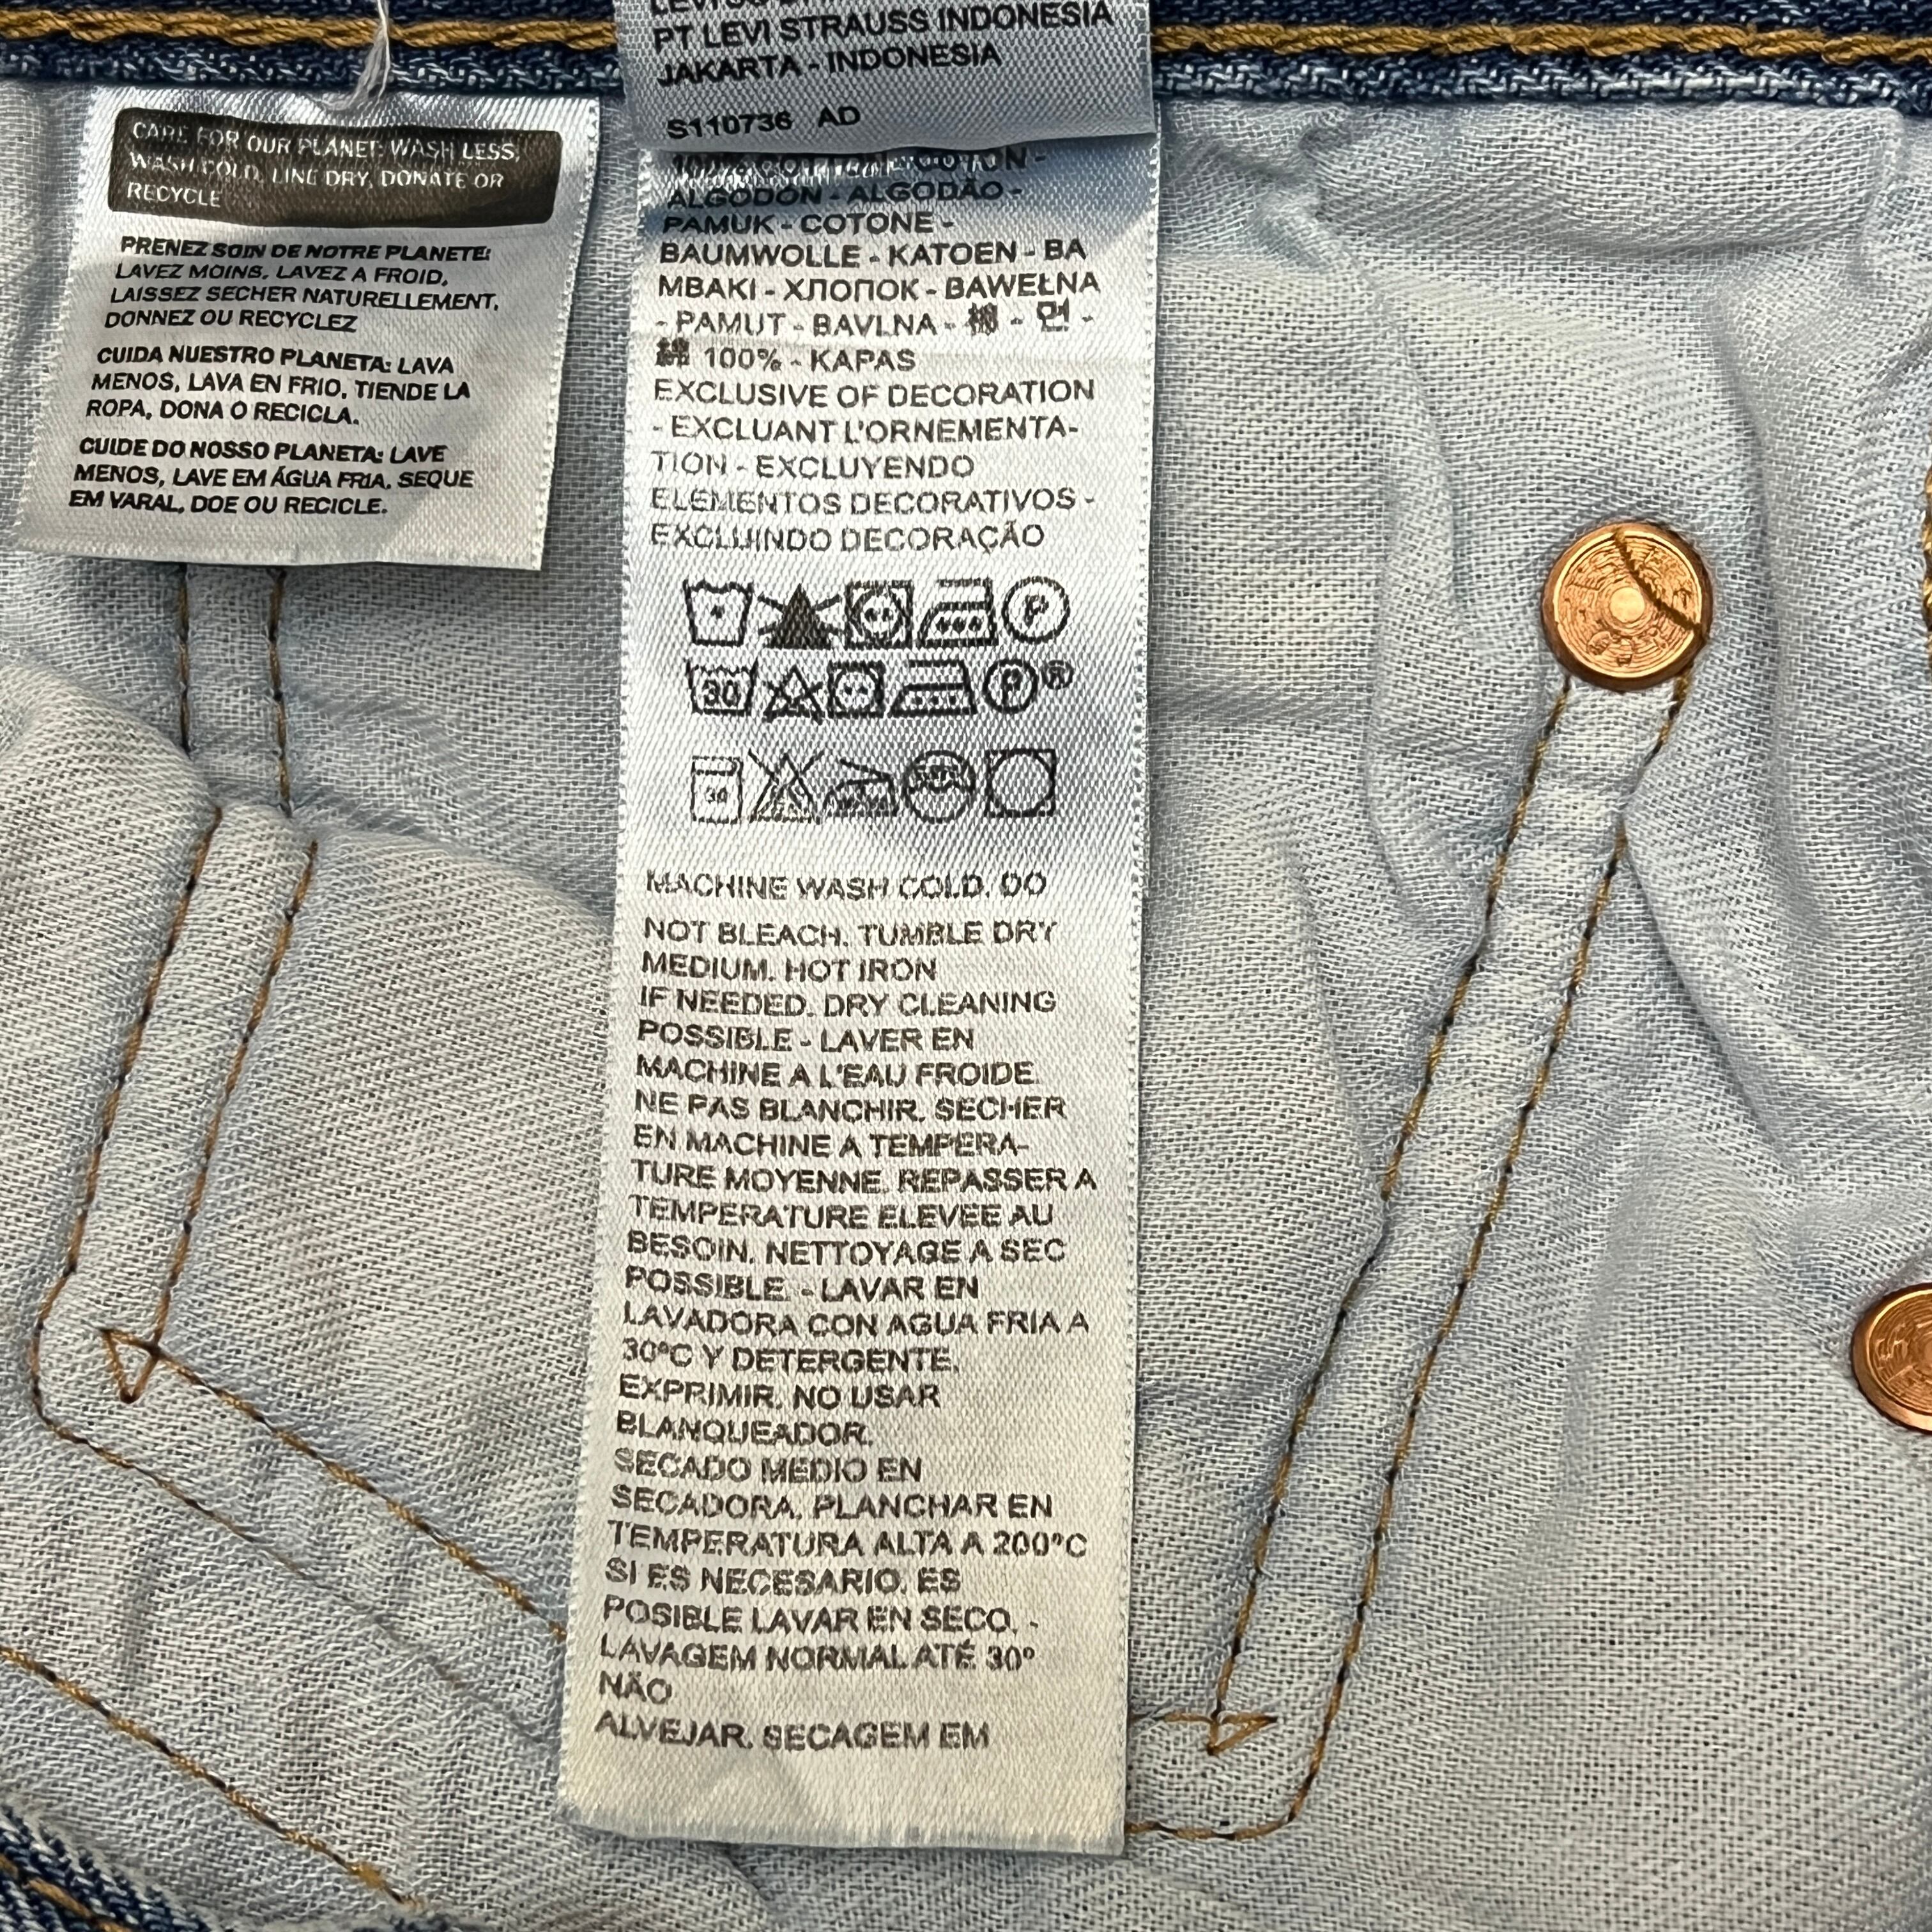 CARE FOR OUR PLANET: WASH LESS,
WASH COLD, LINE DRY, DONATE OR
RECYCLE
PRENEZ SOIN DE NOTRE PLANETE:
LAVEZ MOINS, LAVEZ A FROID,
LAISSEZ SECHER NATURELLEMENT,
DONNEZ OU RECYCLEZ
CUIDA NUESTRO PLANETA: LAVA
MENOS, LAVA EN FRIO, TIENDE LA
ROPA, DONA O RECICLA.
CUIDE DO NOSSO PLANETA: LAVE
MENOS, LAVE EM ÁGUA FRIA, SEQUE
EM VARAL, DOE OU RECICLE.
PT LEVI STRAUSS INDONESIA
JAKARTA - INDONESIA
S110736 AD
100%
ALGODÓN - ALGODÃO -
PAMUK - COTONE -
BAUMWOLLE - KATOEN - BA
MBAKI - ХЛОПОК - BAWEŁNA
- PAMUT - BAVLNA - 棉 - 면 -
綿 100% - KAPAS
EXCLUSIVE OF DECORATION
- EXCLUANT L'ORNEMENTA-
TION - EXCLUYENDO
ELEMENTOS DECORATIVOS -
EXCLUINDO DECORAÇÃO
P
30 P ®
30
MACHINE WASH COLD. DO
NOT BLEACH. TUMBLE DRY
MEDIUM. HOT IRON
IF NEEDED. DRY CLEANING
POSSIBLE - LAVER EN
MACHINE A L'EAU FROIDE.
NE PAS BLANCHIR. SECHER
EN MACHINE A TEMPERA-
TURE MOYENNE. REPASSER A
TEMPERATURE ELEVEE AU
BESOIN. NETTOYAGE A SEC
POSSIBLE. - LAVAR EN
LAVADORA CON AGUA FRIA A
30ºC Y DETERGENTE.
EXPRIMIR. NO USAR
BLANQUEADOR.
SECADO MEDIO EN
SECADORA. PLANCHAR EN
TEMPERATURA ALTA A 200ºC
SI ES NECESARIO. ES
POSIBLE LAVAR EN SECO. -
LAVAGEM NORMAL ATÉ 30º
NÃO
ALVEJAR. SECAGEM EM